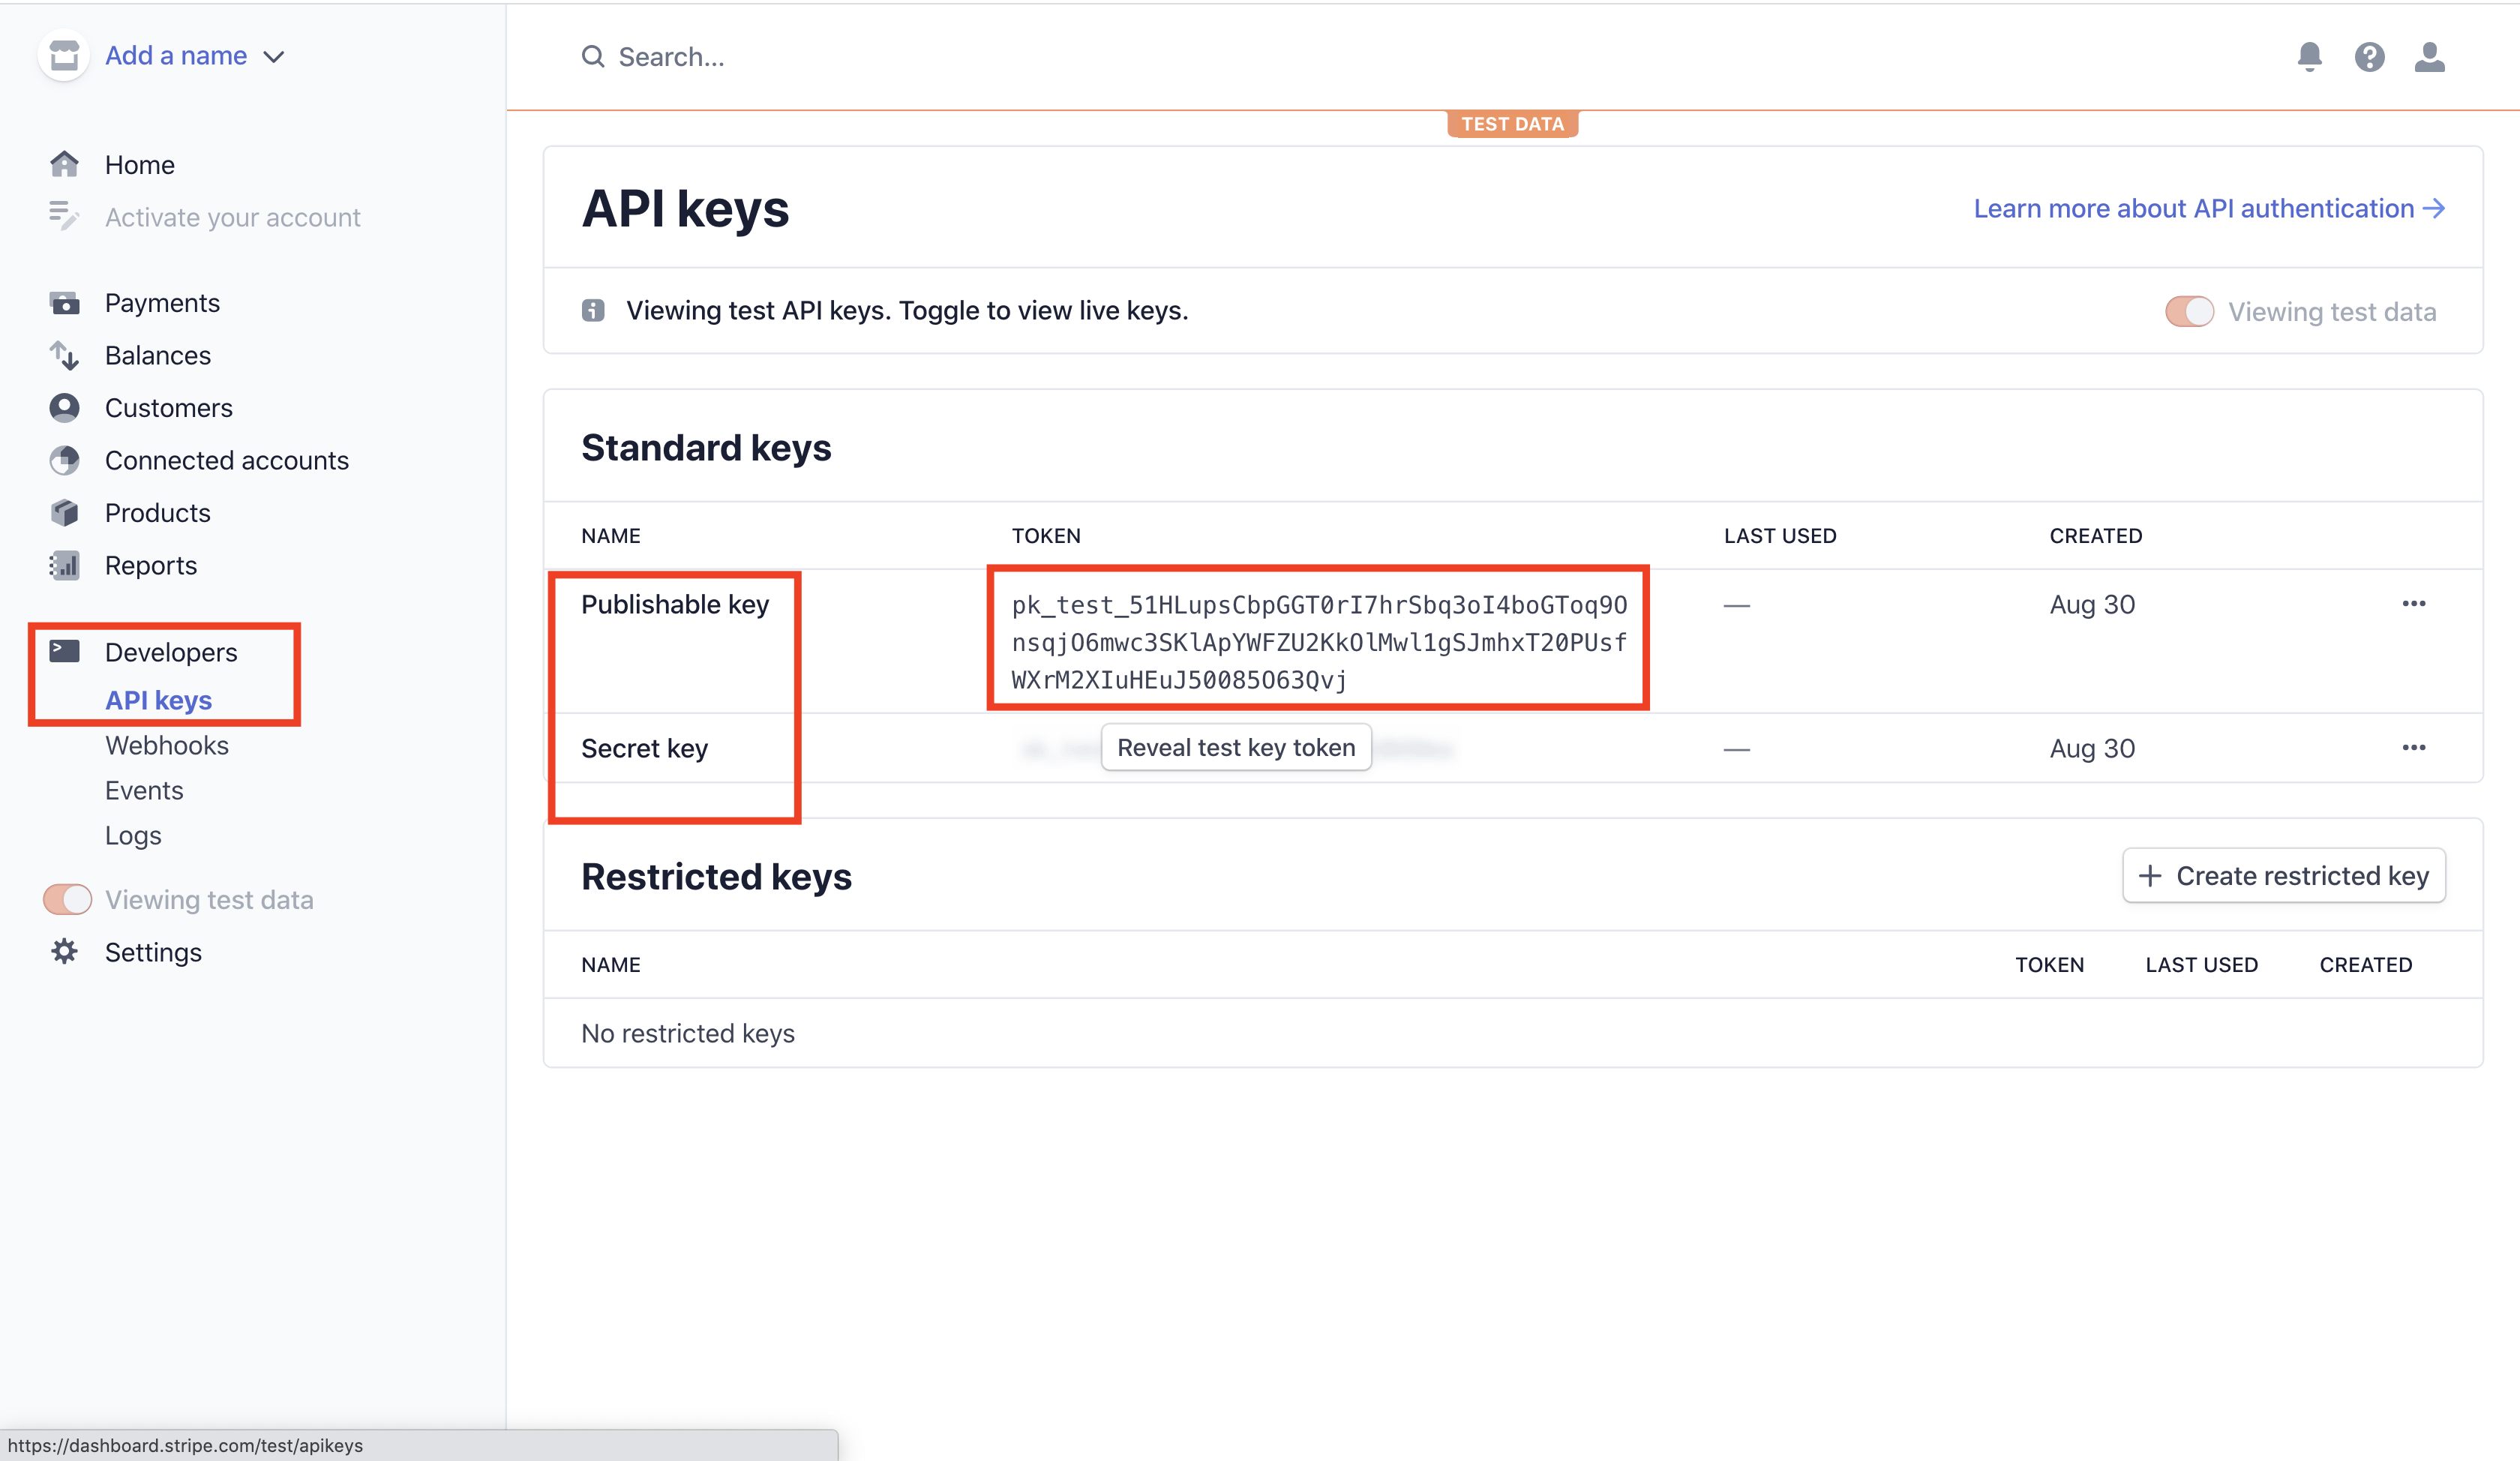 Add a name
Search...
TEST DATA
Home
Activate your account
Payments
Balances
Customers
Connected accounts
Products
Reports
Developers
API keys
Webhooks
Events
Logs
Viewing test data
Settings
API keys
Learn more about API authentication →
Viewing test API keys. Toggle to view live keys.
Viewing test data
Standard keys
NAME TOKEN LAST USED CREATED
Publishable key pk_test_51HLupsCbpGGT0rI7hrSbq3oI4boGToq9O — Aug 30 •••
nsqjO6mwc3SKlApYWFZU2KkOlMwl1gSJmhxT20PUsf
WXrM2XIuHEuJ50085O63Qvj
Secret key Reveal test key token — Aug 30 •••
Restricted keys
+ Create restricted key
NAME TOKEN LAST USED CREATED
No restricted keys
https://dashboard.stripe.com/test/apikeys